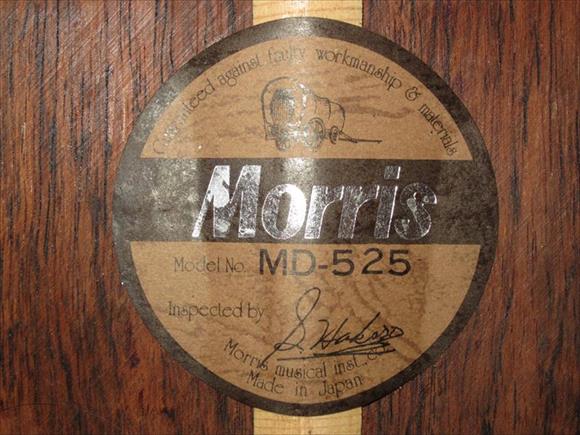 Guaranteed against faulty workmanship & materials
Morris
Model No. MD-525
Inspected by
Morris musical inst. co.
Made in Japan